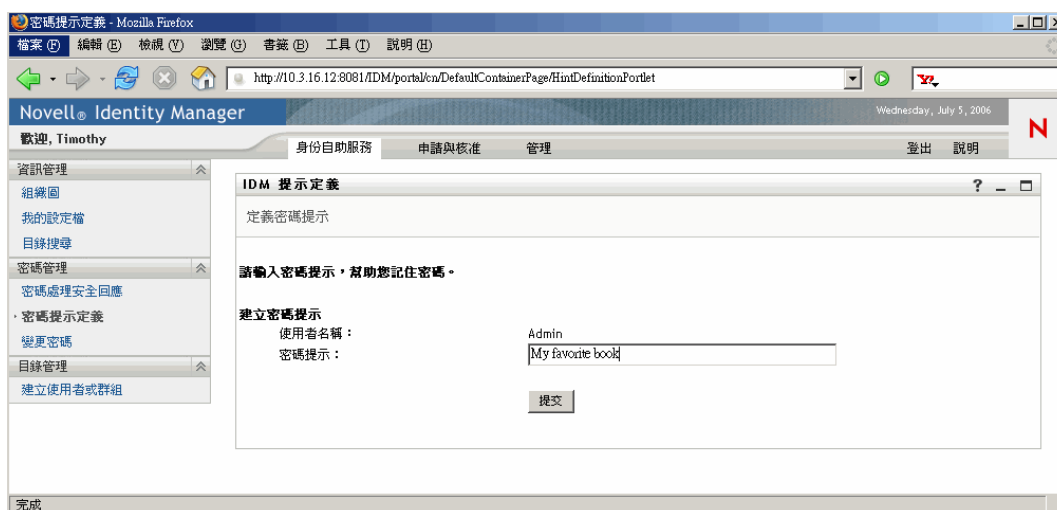 密碼提示定義 - Mozilla Firefox
檔案(F) 編輯(E) 檢視(V) 瀏覽(G) 書籤(B) 工具(T) 說明(H)
http://10.3.16.12:8081/IDM/portal/cn/DefaultContainerPage/HintDefinitionPortlet
Novell® Identity Manager
Wednesday, July 5, 2006
N
歡迎, Timothy
身份自助服務 申請與核准 管理 登出 說明
資訊管理
組織圖
我的設定檔
目錄搜尋
密碼管理
密碼處理安全回應
密碼提示定義
變更密碼
目錄管理
建立使用者或群組
IDM 提示定義
?
定義密碼提示
請輸入密碼提示，幫助您記住密碼。
建立密碼提示
使用者名稱： Admin
密碼提示： My favorite book
提交
完成